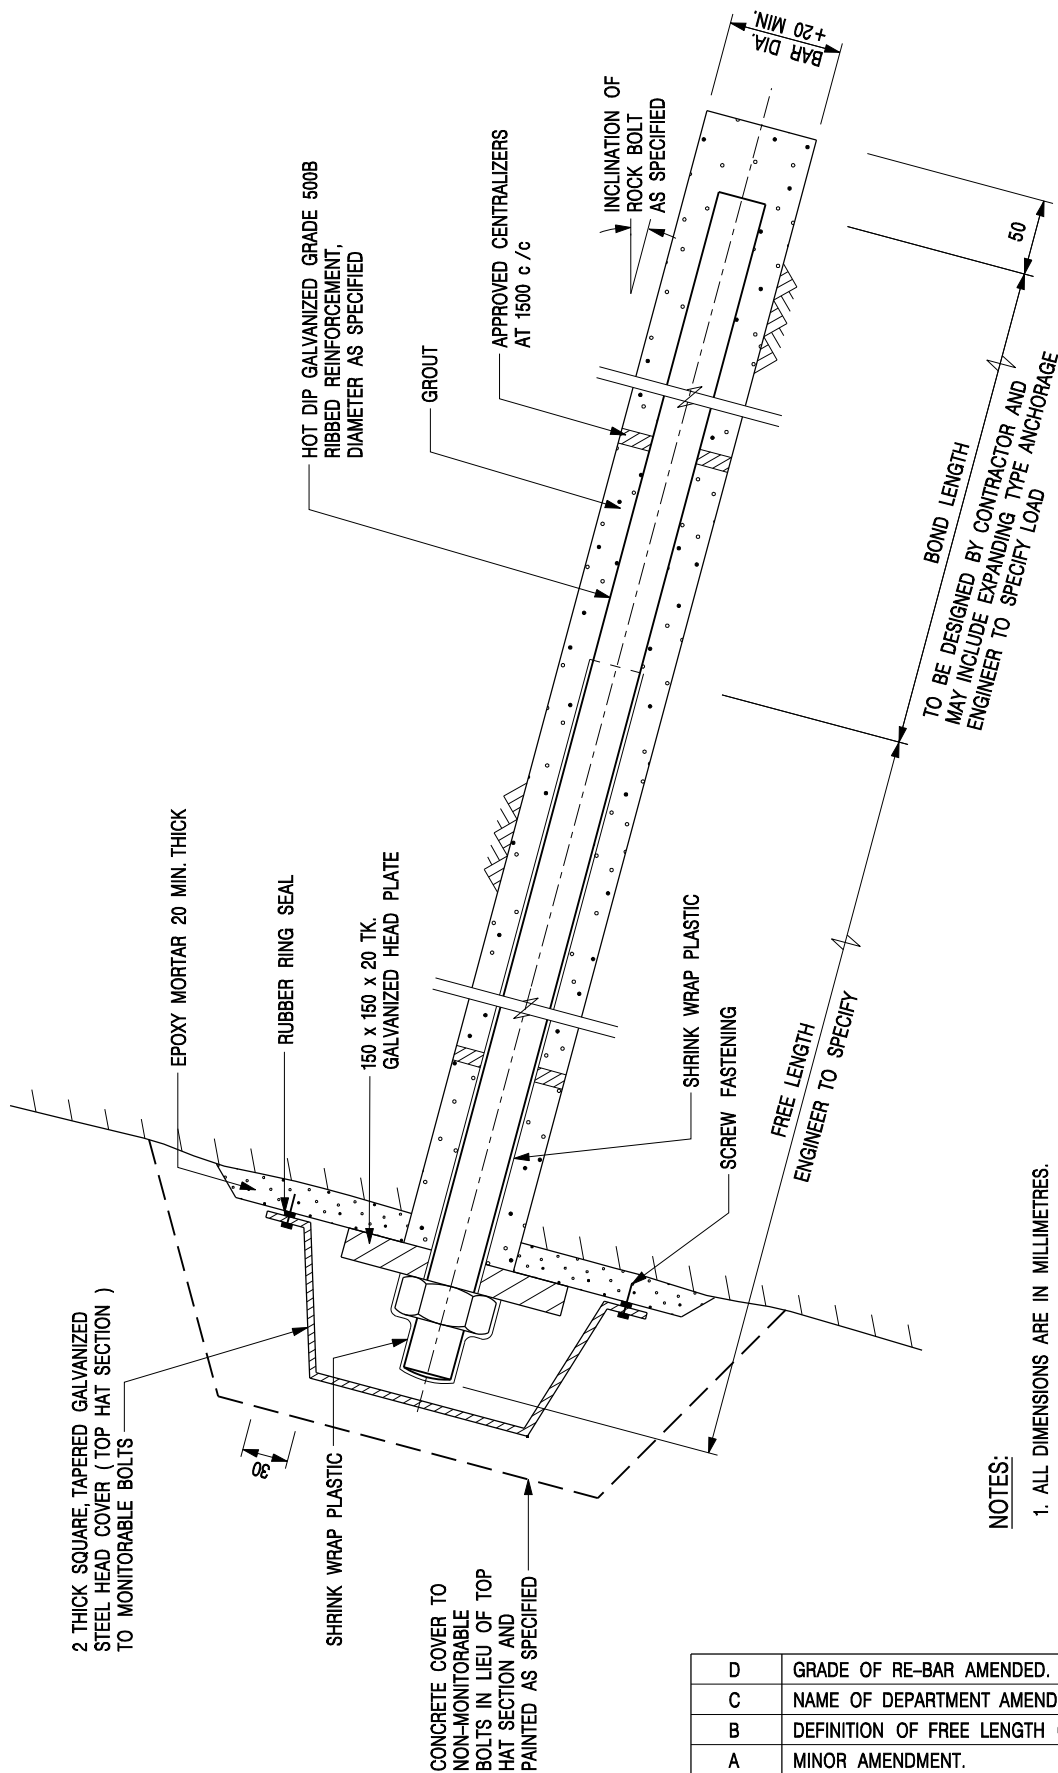 2 THICK SQUARE, TAPERED GALVANIZED
STEEL HEAD COVER ( TOP HAT SECTION )
TO MONITORABLE BOLTS
EPOXY MORTAR 20 MIN. THICK
RUBBER RING SEAL
150 x 150 x 20 TK.
GALVANIZED HEAD PLATE
HOT DIP GALVANIZED GRADE 500B
RIBBED REINFORCEMENT,
DIAMETER AS SPECIFIED
GROUT
APPROVED CENTRALIZERS
AT 1500 c/c
INCLINATION OF
ROCK BOLT
AS SPECIFIED
BAR DIA.
+20 MIN.
30
SHRINK WRAP PLASTIC
CONCRETE COVER TO
NON-MONITORABLE
BOLTS IN LIEU OF TOP
HAT SECTION AND
PAINTED AS SPECIFIED
SHRINK WRAP PLASTIC
SCREW FASTENING
FREE LENGTH
ENGINEER TO SPECIFY
BOND LENGTH
TO BE DESIGNED BY CONTRACTOR AND
MAY INCLUDE EXPANDING TYPE ANCHORAGE
ENGINEER TO SPECIFY LOAD
50
NOTES:
1. ALL DIMENSIONS ARE IN MILLIMETRES.
D GRADE OF RE-BAR AMENDED.
C NAME OF DEPARTMENT AMEND
B DEFINITION OF FREE LENGTH
A MINOR AMENDMENT.